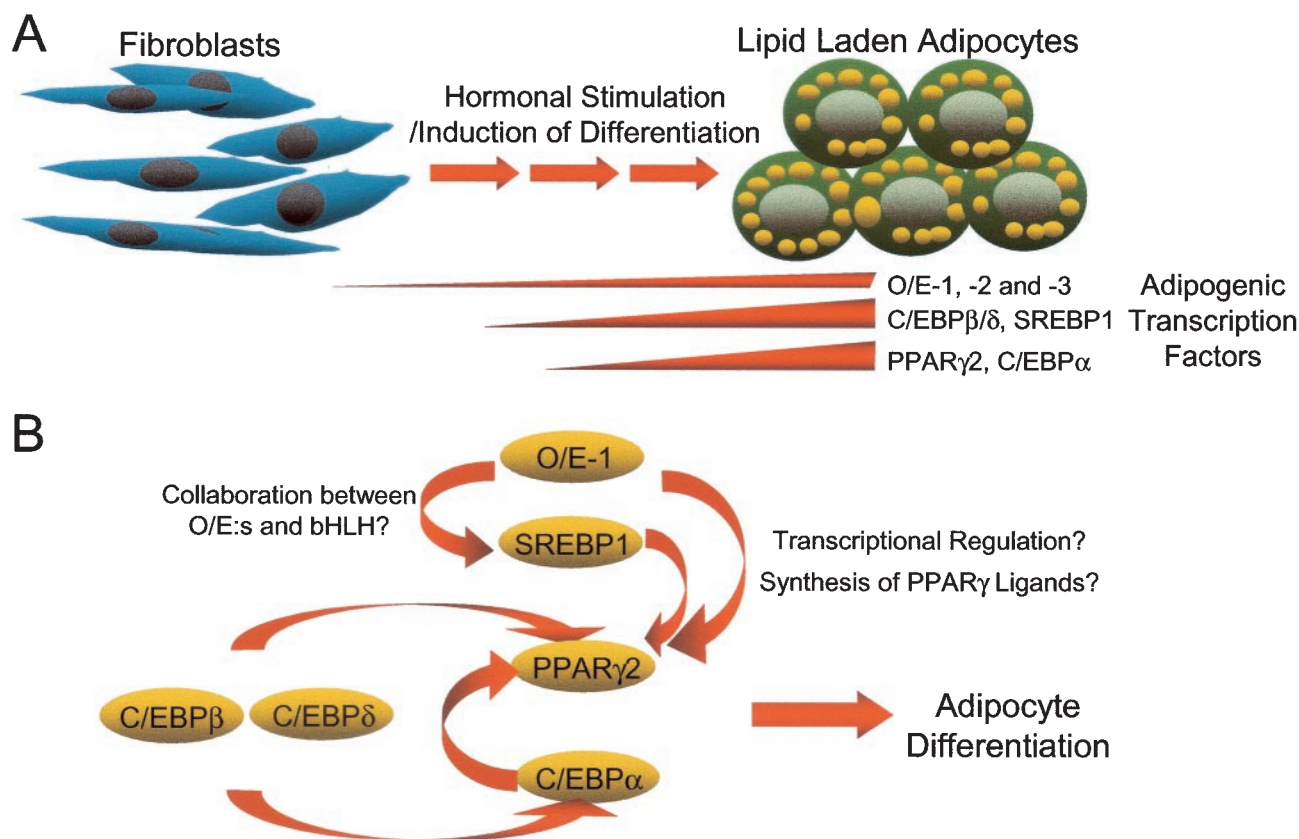 A
Fibroblasts
Lipid Laden Adipocytes
Hormonal Stimulation
/Induction of Differentiation
O/E-1, -2 and -3
C/EBPβ/δ, SREBP1
PPARγ2, C/EBPα
Adipogenic
Transcription
Factors
B
O/E-1
Collaboration between
O/E:s and bHLH?
SREBP1
Transcriptional Regulation?
Synthesis of PPARγ Ligands?
PPARγ2
C/EBPβ
C/EBPδ
C/EBPα
Adipocyte
Differentiation